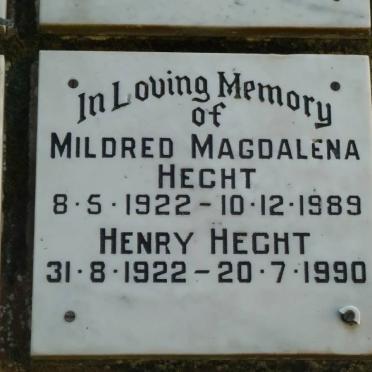 In Loving Memory
of
MILDRED MAGDALENA
HECHT
8·5·1922–10·12·1989
HENRY HECHT
31·8·1922–20·7·1990